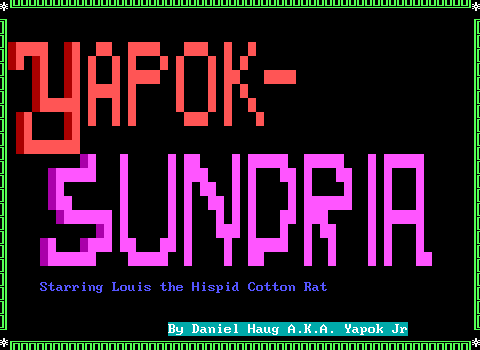 YAPOK-
SUNDRIA
Starring Louis the Hispid Cotton Rat
By Daniel Haug A.K.A. Yapok Jr